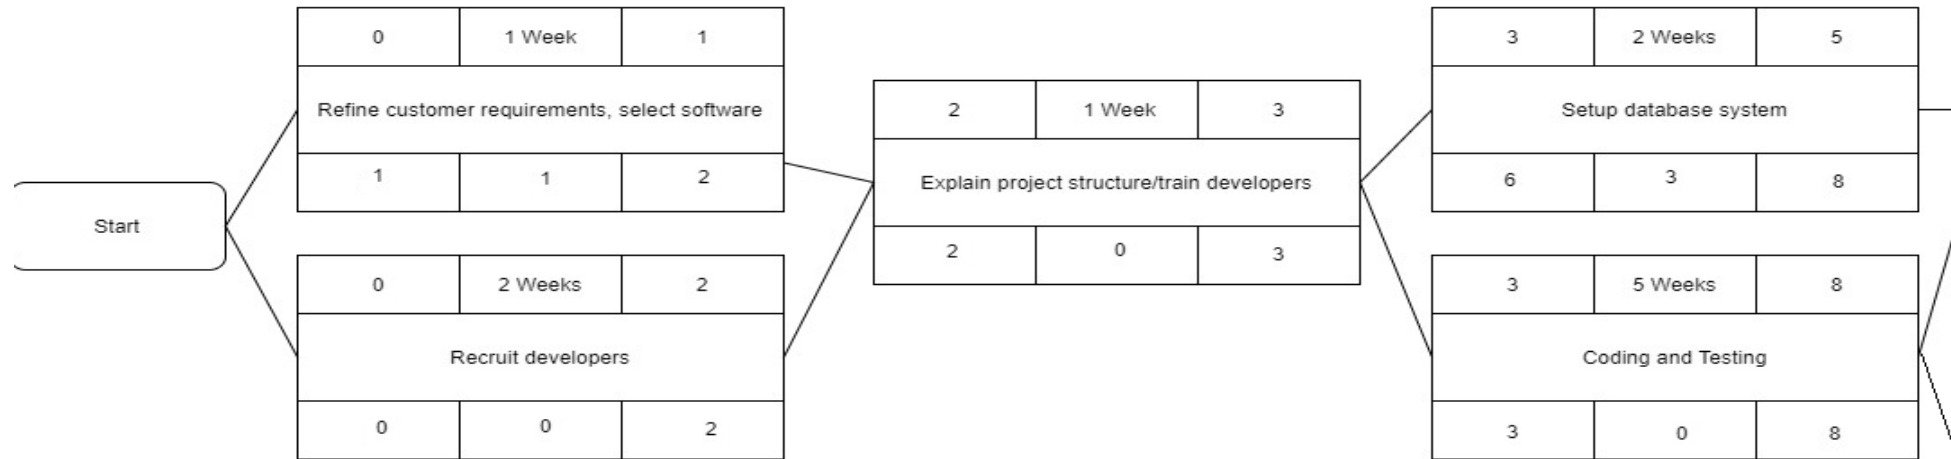 Start
0 1 Week 1
Refine customer requirements, select software
1 1 2
0 2 Weeks 2
Recruit developers
0 0 2
2 1 Week 3
Explain project structure/train developers
2 0 3
3 2 Weeks 5
Setup database system
6 3 8
3 5 Weeks 8
Coding and Testing
3 0 8